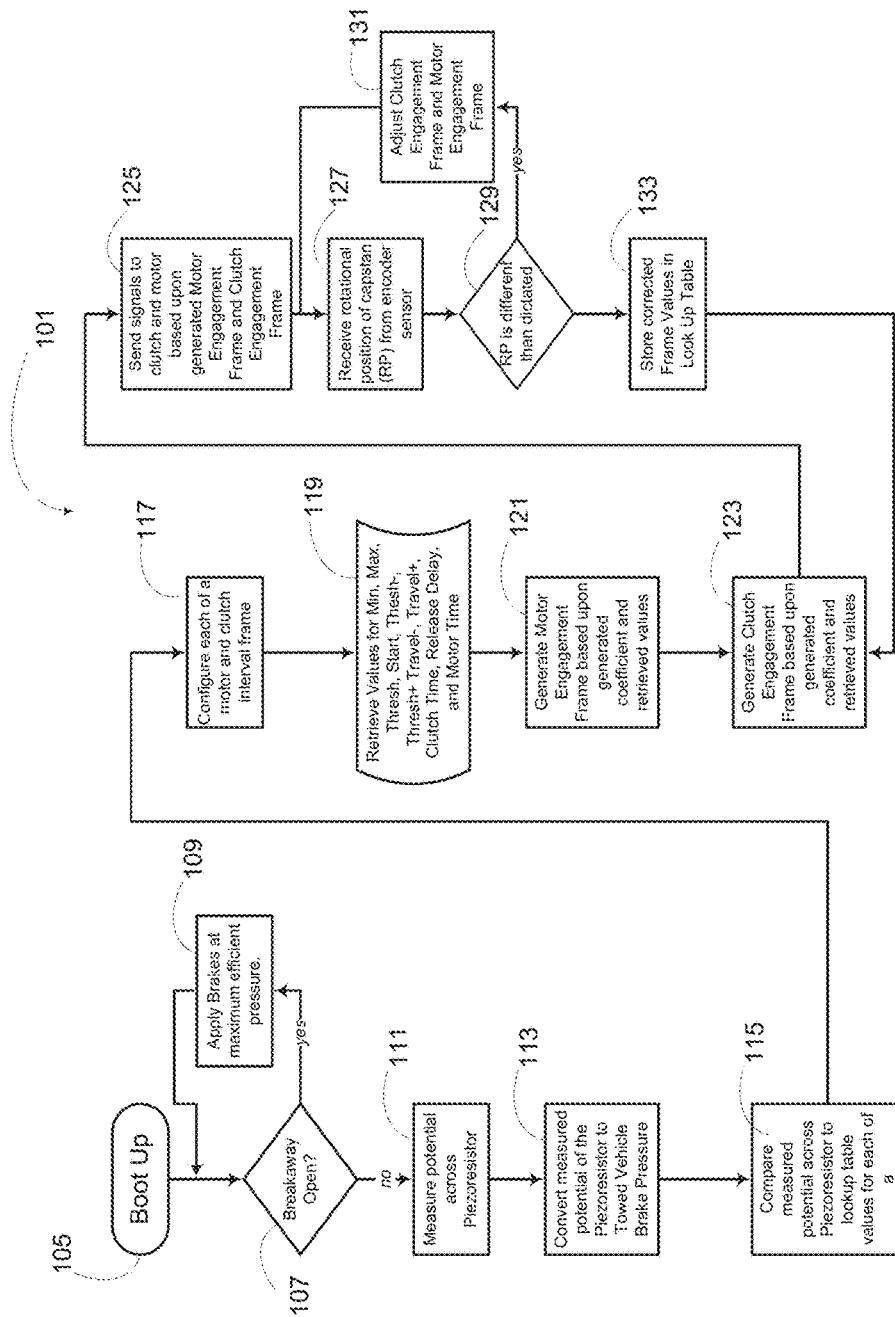 101
105
Boot Up
107
Breakaway
Open?
yes
no
109
Apply Brakes at
maximum efficient
pressure.
111
Measure potential
across
Piezoresistor
113
Convert measured
potential of the
Piezoresistor to
Towed Vehicle
Brake Pressure
115
Compare
measured
potential across
Piezoresistor to
lookup table
values for each of
a
117
Configure each of a
motor and clutch
interval frame
119
Retrieve Values for Min, Max,
Thresh, Start, Thesh-,
Thresh+ Travel-, Travel+,
Clutch Time, Release Delay,
and Motor Time
121
Generate Motor
Engagement
Frame based upon
generated
coefficient and
retrieved values
123
Generate Clutch
Engagement
Frame based upon
generated
coefficient and
retrieved values
125
Send signals to
clutch and motor
based upon
generated Motor
Engagement
Frame and Clutch
Engagement
Frame
127
Receive rotational
position of capstan
(RP) from encoder
sensor
129
RP is different
than dictated
yes
131
Adjust Clutch
Engagement
Frame and Motor
Engagement
Frame
133
Store corrected
Frame Values in
Look Up Table